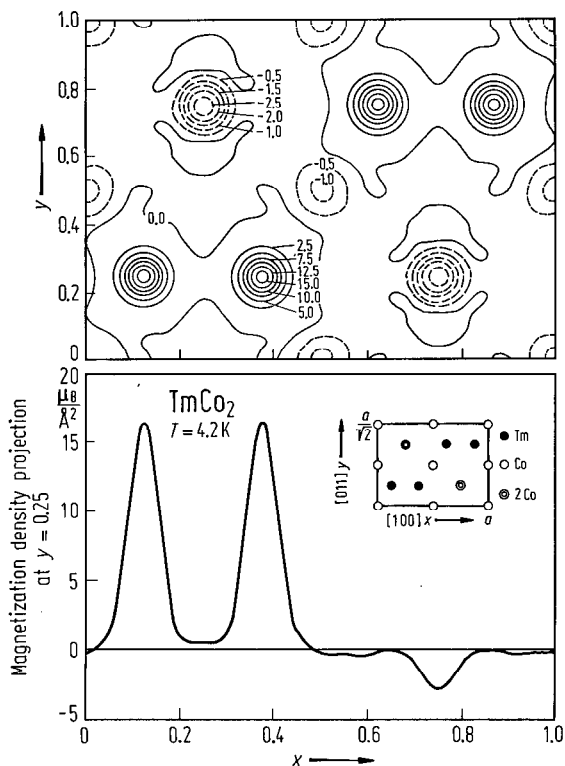 1.0
0.8
0.6
0.4
0.2
0
y
-0.5
-1.5
-2.5
-2.0
-1.0
-0.5
-1.0
0,0
2.5
7.5
12.5
15.0
10.0
5.0
20
15
10
5
0
-5
μB
Å²
Magnetization density projection
at y = 0.25
TmCo₂
T = 4.2K
a
√2
[011] y
[100] x
a
Tm
Co
2Co
0
0.2
0.4
0.6
0.8
1.0
x